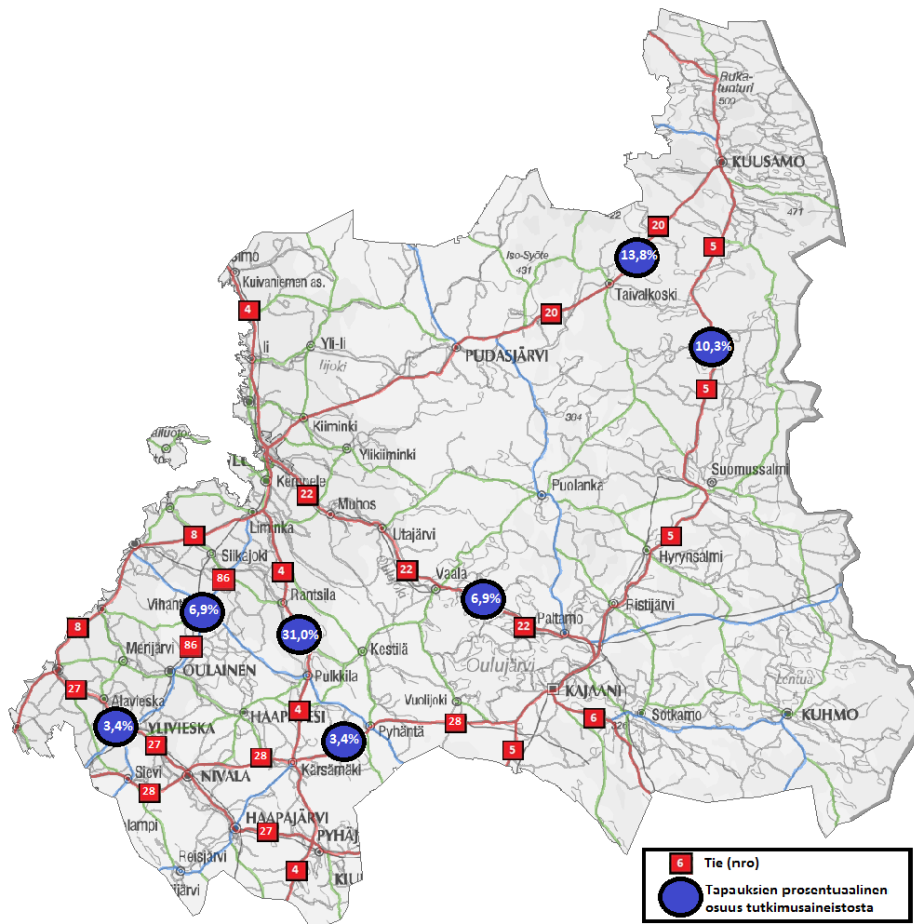 Ruka-
tunturi
500
KUUSAMO
471
20
5
13,8%
Iso-Syöte
431
Taivalkoski
Kuivaniemen as.
4
20
10,3%
Yli-Ii
Iijoki
PUDASJÄRVI
5
304
Kiiminki
Ylikiiminki
Kempele
22
Muhos
Puolanka
Suomussalmi
Liminka
Utajärvi
8
5
Siikajoki
Hyrynsalmi
86
4
22
Vaala
6,9%
Rantsila
Ristijärvi
Vihanti
6,9%
22
Paltamo
8
31,0%
86
Merijärvi
Kestilä
Oulujärvi
OULAINEN
Pulkkila
Lentua
27
KAJAANI
Alavieska
Vuolijoki
4
6
Sotkamo
KUHMO
3,4%
YLIVIESKA
3,4%
Pyhäntä
28
27
5
28
Sievi
NIVALA
Kärsämäki
28
HAAPAJÄRVI
27
PYHÄJ
Reisjärvi
4
6 Tie (nro)
Tapauksien prosentuaalinen
osuus tutkimusaineistosta